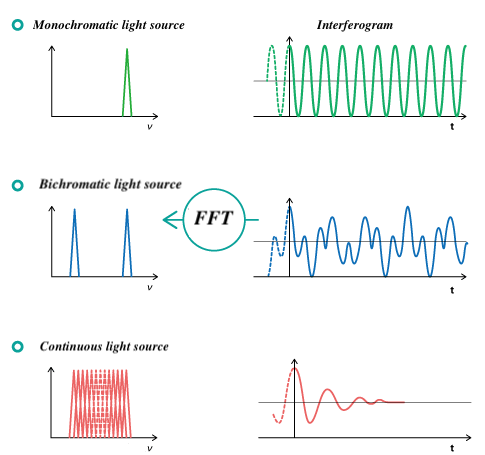 Monochromatic light source
Interferogram
ν
t
Bichromatic light source
FFT
ν
t
Continuous light source
ν
t